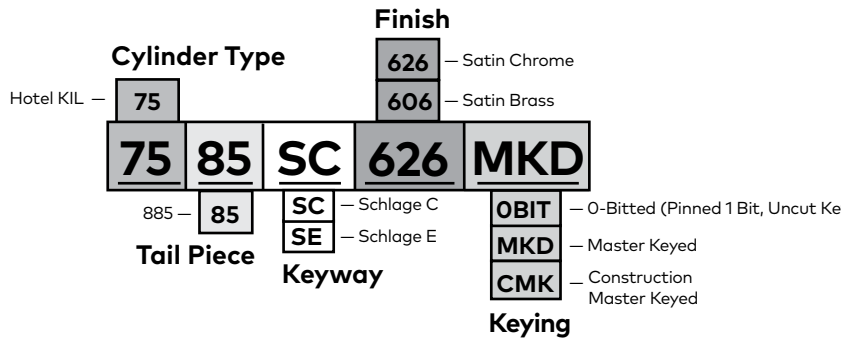 Finish
Cylinder Type
626 — Satin Chrome
Hotel KIL — 75
606 — Satin Brass
75 85 SC 626 MKD
885 — 85
SC — Schlage C
SE — Schlage E
0BIT — 0-Bitted (Pinned 1 Bit, Uncut Ke
MKD — Master Keyed
CMK — Construction
Master Keyed
Tail Piece
Keyway
Keying